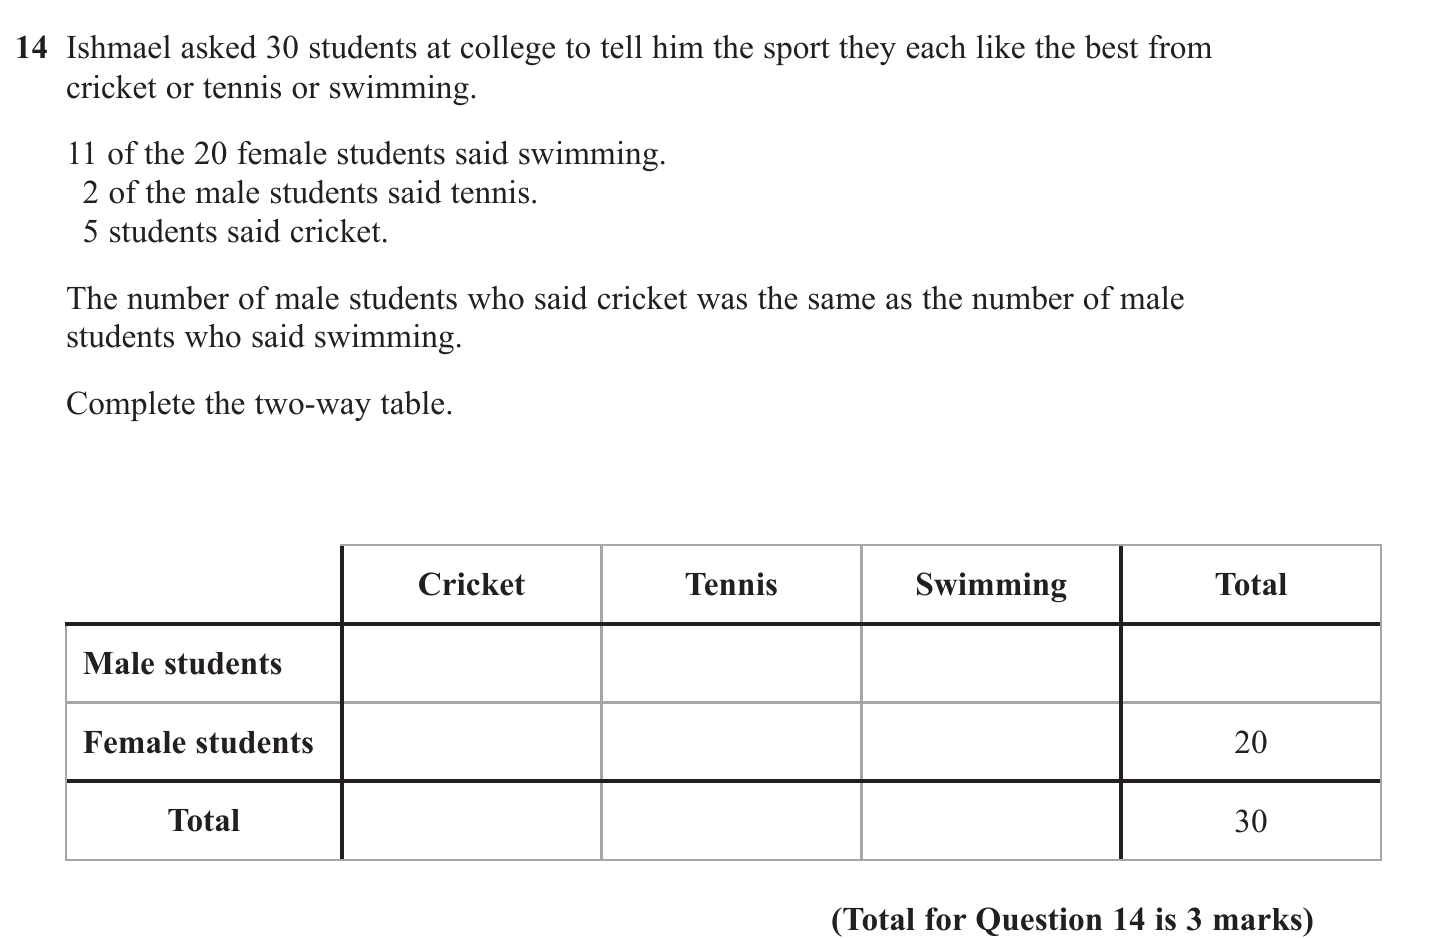 14 Ishmael asked 30 students at college to tell him the sport they each like the best from
cricket or tennis or swimming.
11 of the 20 female students said swimming.
2 of the male students said tennis.
5 students said cricket.
The number of male students who said cricket was the same as the number of male
students who said swimming.
Complete the two-way table.
Cricket Tennis Swimming Total
Male students
Female students 20
Total 30
(Total for Question 14 is 3 marks)